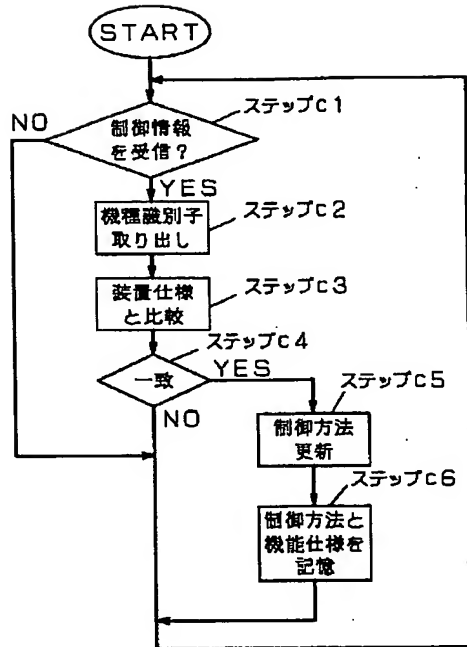 START
ステップc1
NO
制御情報
を受信?
YES
機種識別子
取り出し
ステップc2
装置仕様
と比較
ステップc3
ステップc4
一致
YES
NO
ステップc5
制御方法
更新
ステップc6
制御方法と
機能仕様を
記憶